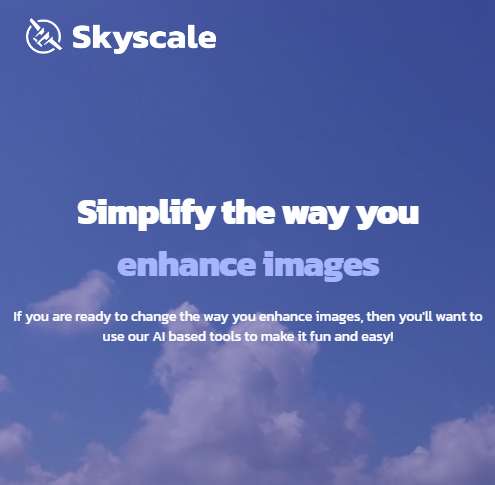 Skyscale
Simplify the way you
enhance images
If you are ready to change the way you enhance images, then you'll want to
use our AI based tools to make it fun and easy!